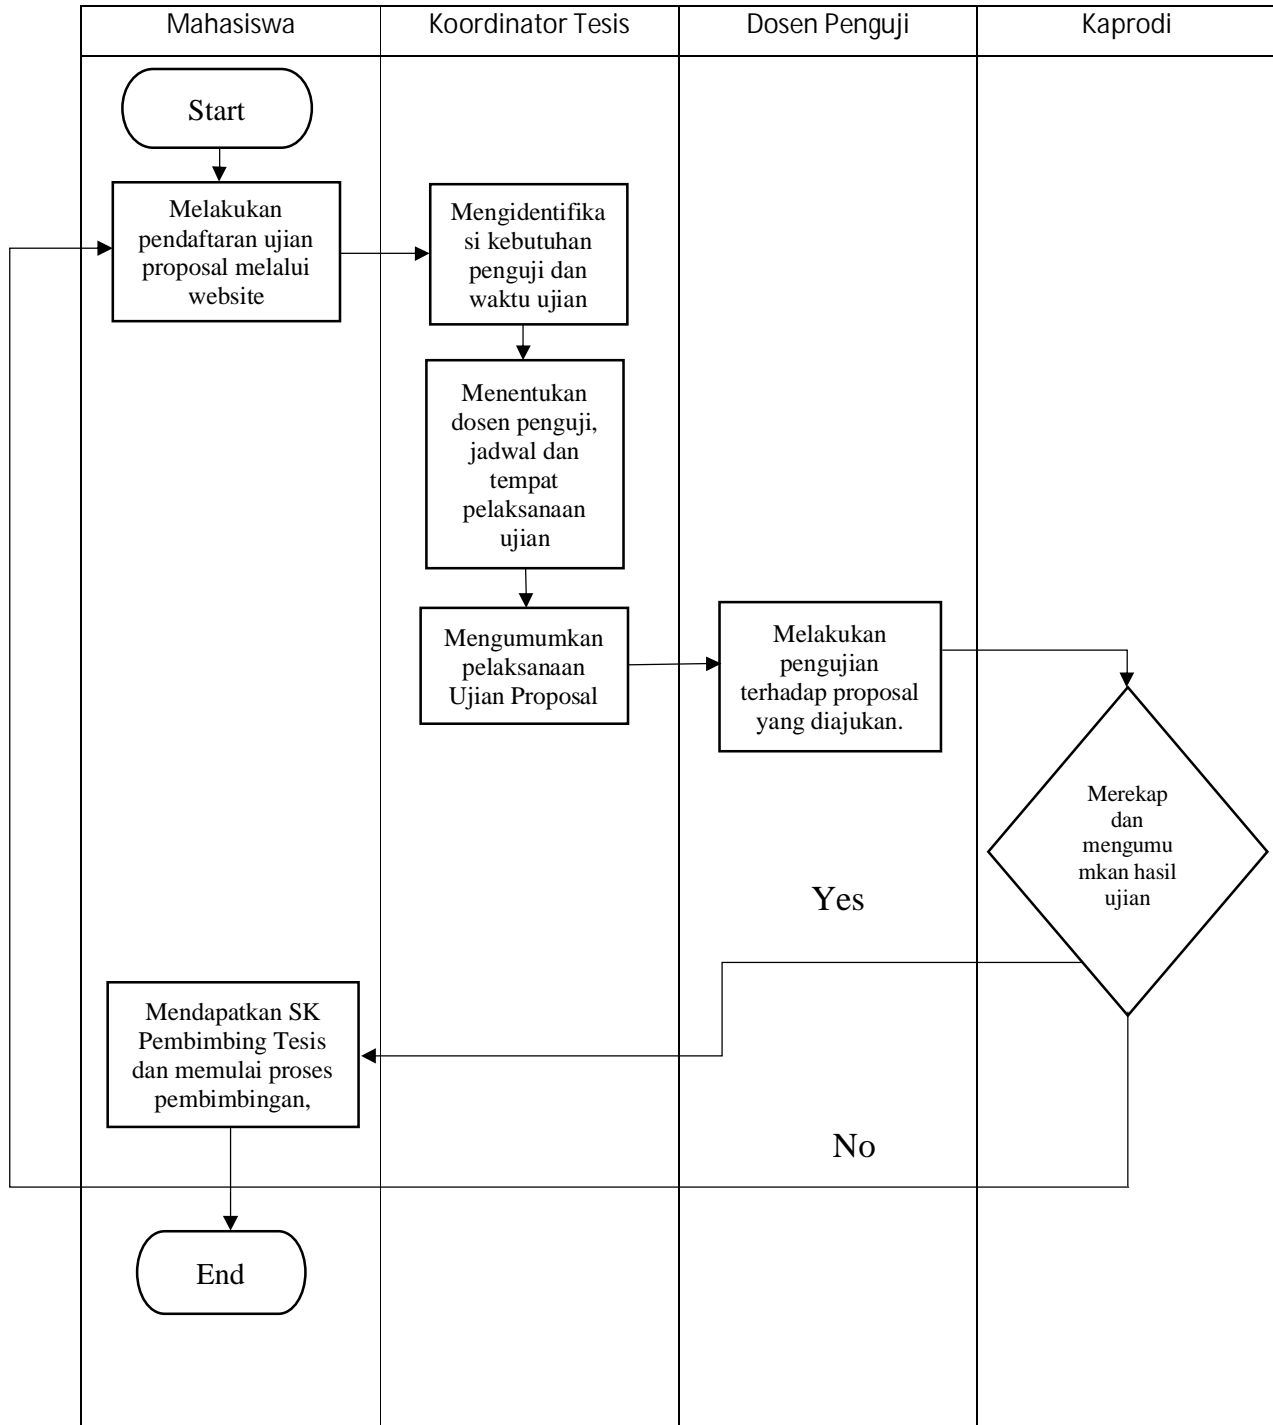 Mahasiswa
Koordinator Tesis
Dosen Penguji
Kaprodi
Start
Melakukan
pendaftaran ujian
proposal melalui
website
Mengidentifika
si kebutuhan
penguji dan
waktu ujian
Menentukan
dosen penguji,
jadwal dan
tempat
pelaksanaan
ujian
Mengumumkan
pelaksanaan
Ujian Proposal
Melakukan
pengujian
terhadap proposal
yang diajukan.
Merekap
dan
mengumu
mkan hasil
ujian
Yes
Mendapatkan SK
Pembimbing Tesis
dan memulai proses
pembimbingan,
No
End